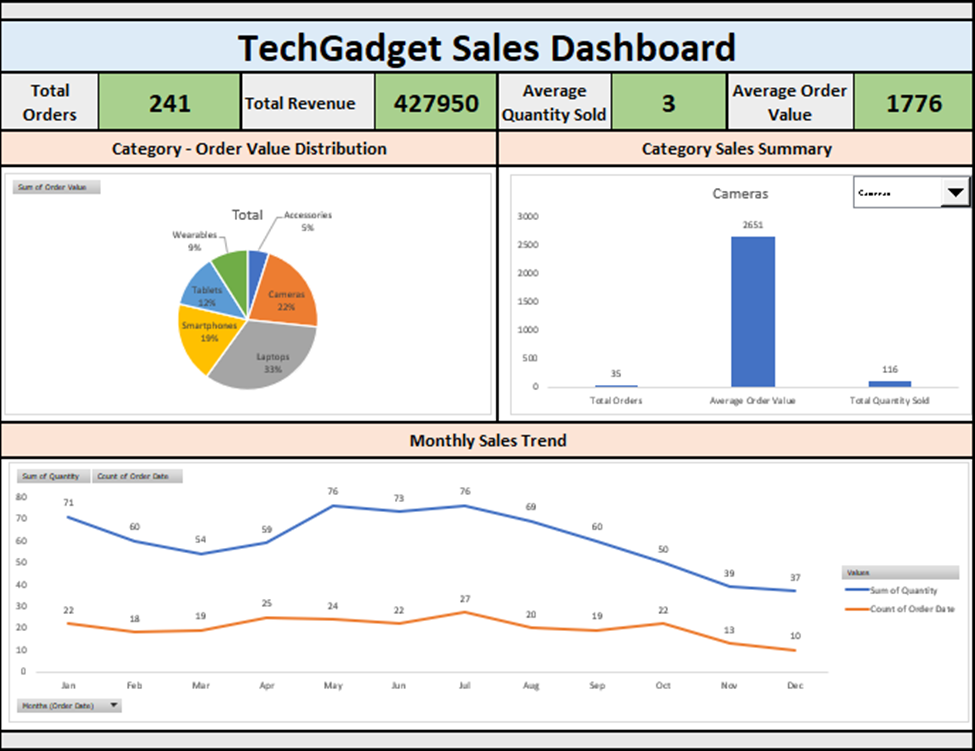 TechGadget Sales Dashboard
Total Orders
241
Total Revenue
427950
Average Quantity Sold
3
Average Order Value
1776
Category - Order Value Distribution
Category Sales Summary
Sum of Order Value
Total
Accessories
5%
Wearables
9%
Tablets
12%
Cameras
22%
Smartphones
19%
Laptops
33%
Cameras
Cameras
3000
2500
2000
1500
1000
500
0
35
2651
116
Total Orders
Average Order Value
Total Quantity Sold
Monthly Sales Trend
Sum of Quantity
Count of Order Date
80
70
60
50
40
30
20
10
0
71
60
54
59
76
73
76
69
60
50
39
37
22
18
19
25
24
22
27
20
19
22
13
10
Jan
Feb
Mar
Apr
May
Jun
Jul
Aug
Sep
Oct
Nov
Dec
Values
Sum of Quantity
Count of Order Date
Months (Order Date)